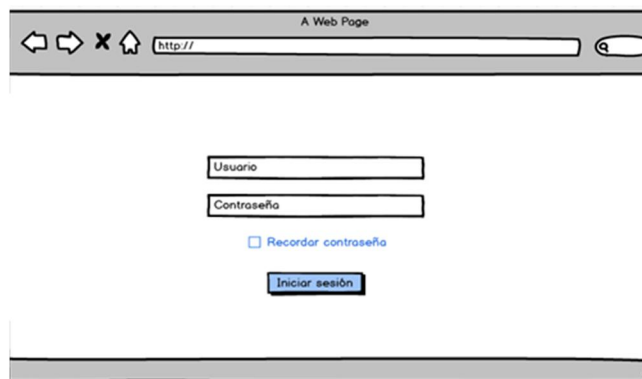 A Web Page
http://
Usuario
Contraseña
Recordar contraseña
Iniciar sesión